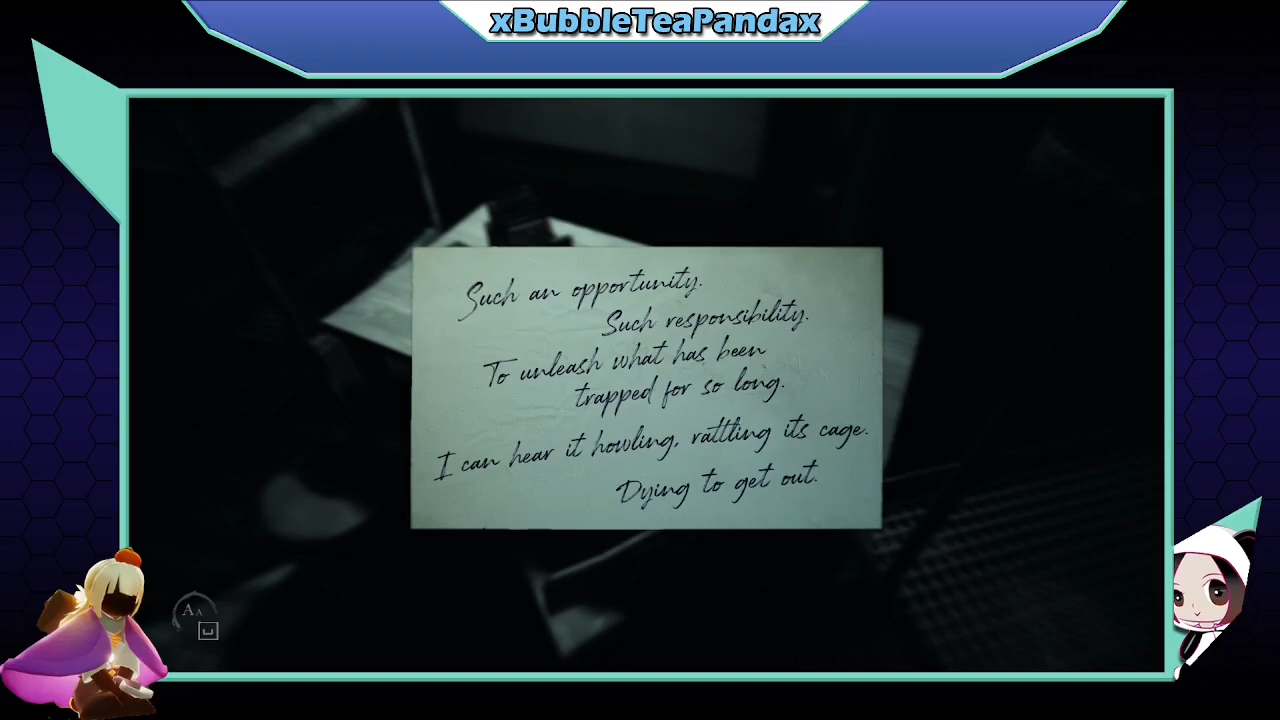 xBubbleTeaPandax
Such an opportunity.
Such responsibility.
To unleash what has been
trapped for so long.
I can hear it howling, rattling its cage.
Dying to get out.
AA